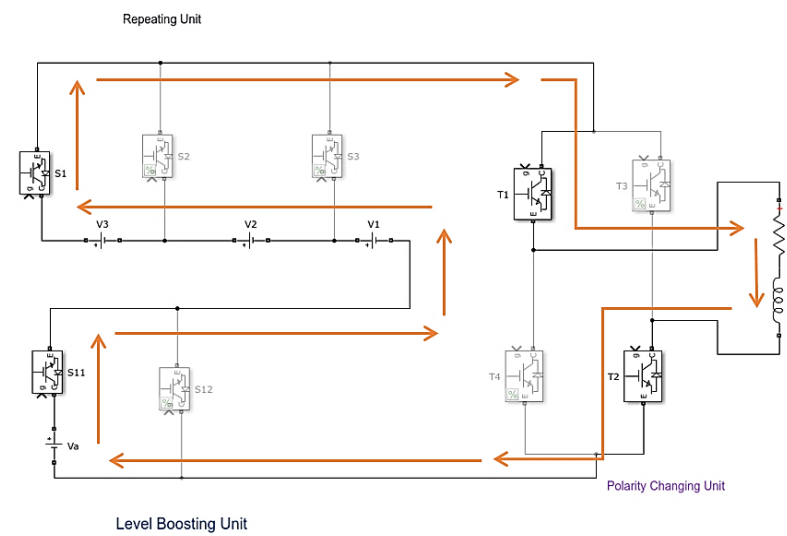 Repeating Unit
E
S1
g
C
E
S2
%
g
E
S3
%
g
g
C
T1
E
g
C
T3
%
E
V3
V2
V1
+
+
+
+
E
S11
g
C
S12
%
g
g
C
T4
%
E
g
C
T2
E
+
Va
Polarity Changing Unit
Level Boosting Unit